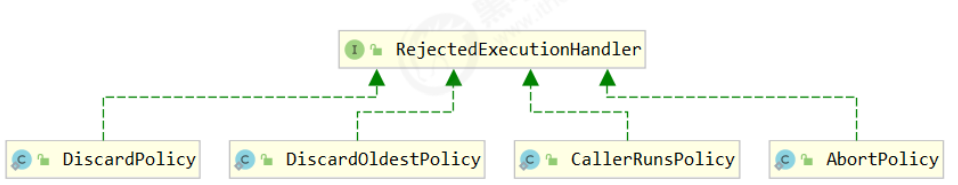 I RejectedExecutionHandler
C DiscardPolicy
C DiscardOldestPolicy
C CallerRunsPolicy
C AbortPolicy